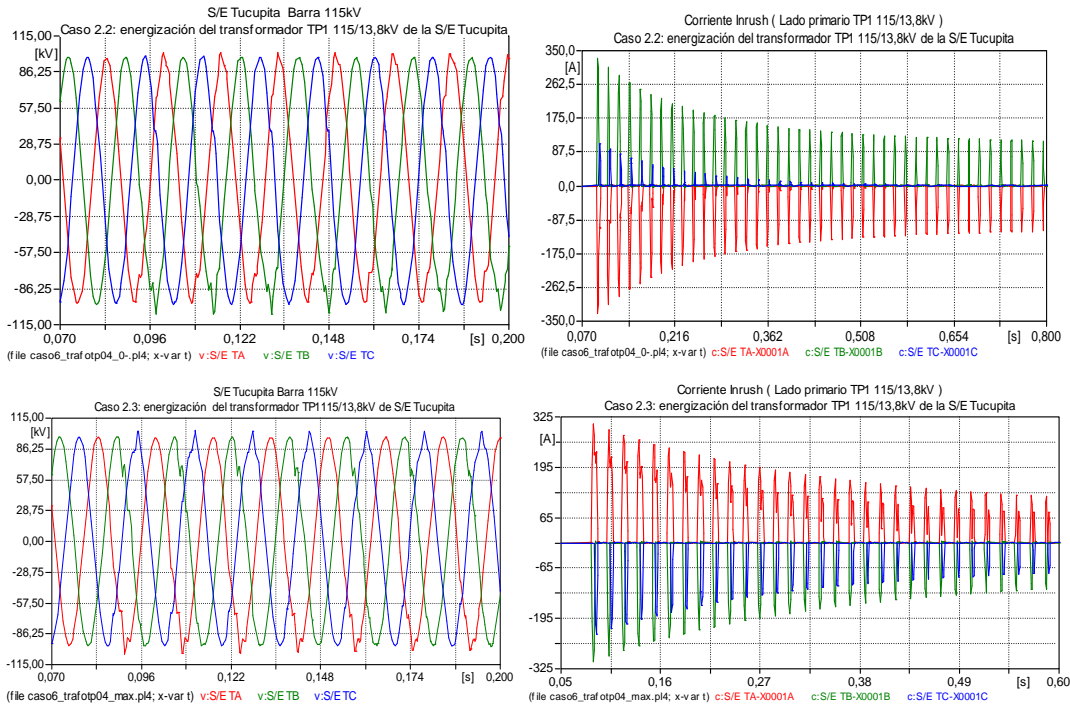 S/E Tucupita Barra 115kV
Caso 2.2: energización del transformador TP1 115/13,8kV de la S/E Tucupita
115,00
[kV]
86,25
57,50
28,75
0,00
-28,75
-57,50
-86,25
-115,00
0,070 0,096 0,122 0,148 0,174 [s] 0,200
(file caso6_trafotp04_0-.pl4; x-var t) v:S/E TA v:S/E TB v:S/E TC
Corriente Inrush ( Lado primario TP1 115/13,8kV )
Caso 2.2: energización del transformador TP1 115/13,8kV de la S/E Tucupita
350,0
[A]
262,5
175,0
87,5
0,0
-87,5
-175,0
-262,5
-350,0
0,070 0,216 0,362 0,508 0,654 [s] 0,800
(file caso6_trafotp04_0-.pl4; x-var t) c:S/E TA-X0001A c:S/E TB-X0001B c:S/E TC-X0001C
S/E Tucupita Barra 115kV
Caso 2.3: energización del transformador TP1115/13,8kV de S/E Tucupita
115,00
[kV]
86,25
57,50
28,75
0,00
-28,75
-57,50
-86,25
-115,00
0,070 0,096 0,122 0,148 0,174 [s] 0,200
(file caso6_trafotp04_max.pl4; x-var t) v:S/E TA v:S/E TB v:S/E TC
Corriente Inrush ( Lado primario TP1 115/13,8kV )
Caso 2.3: energización del transformador TP1 115/13,8kV de la S/E Tucupita
325
[A]
195
65
-65
-195
-325
0,05 0,16 0,27 0,38 0,49 [s] 0,60
(file caso6_trafotp04_max.pl4; x-var t) c:S/E TA-X0001A c:S/E TB-X0001B c:S/E TC-X0001C